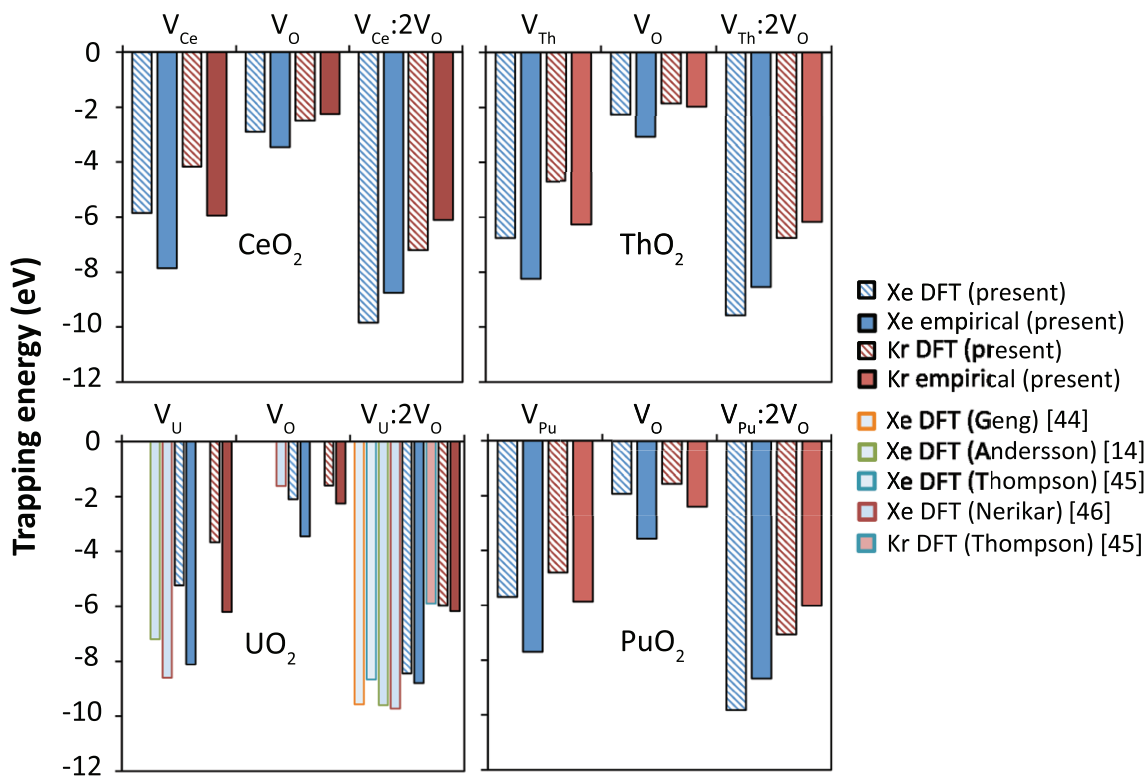 V_Ce V_O V_Ce:2V_O
V_Th V_O V_Th:2V_O
0
-2
-4
-6
-8
-10
-12
CeO₂
ThO₂
Trapping energy (eV)
V_U V_O V_U:2V_O
V_Pu V_O V_Pu:2V_O
0
-2
-4
-6
-8
-10
-12
UO₂
PuO₂
Xe DFT (present)
Xe empirical (present)
Kr DFT (present)
Kr empirical (present)
Xe DFT (Geng) [44]
Xe DFT (Andersson) [14]
Xe DFT (Thompson) [45]
Xe DFT (Nerikar) [46]
Kr DFT (Thompson) [45]